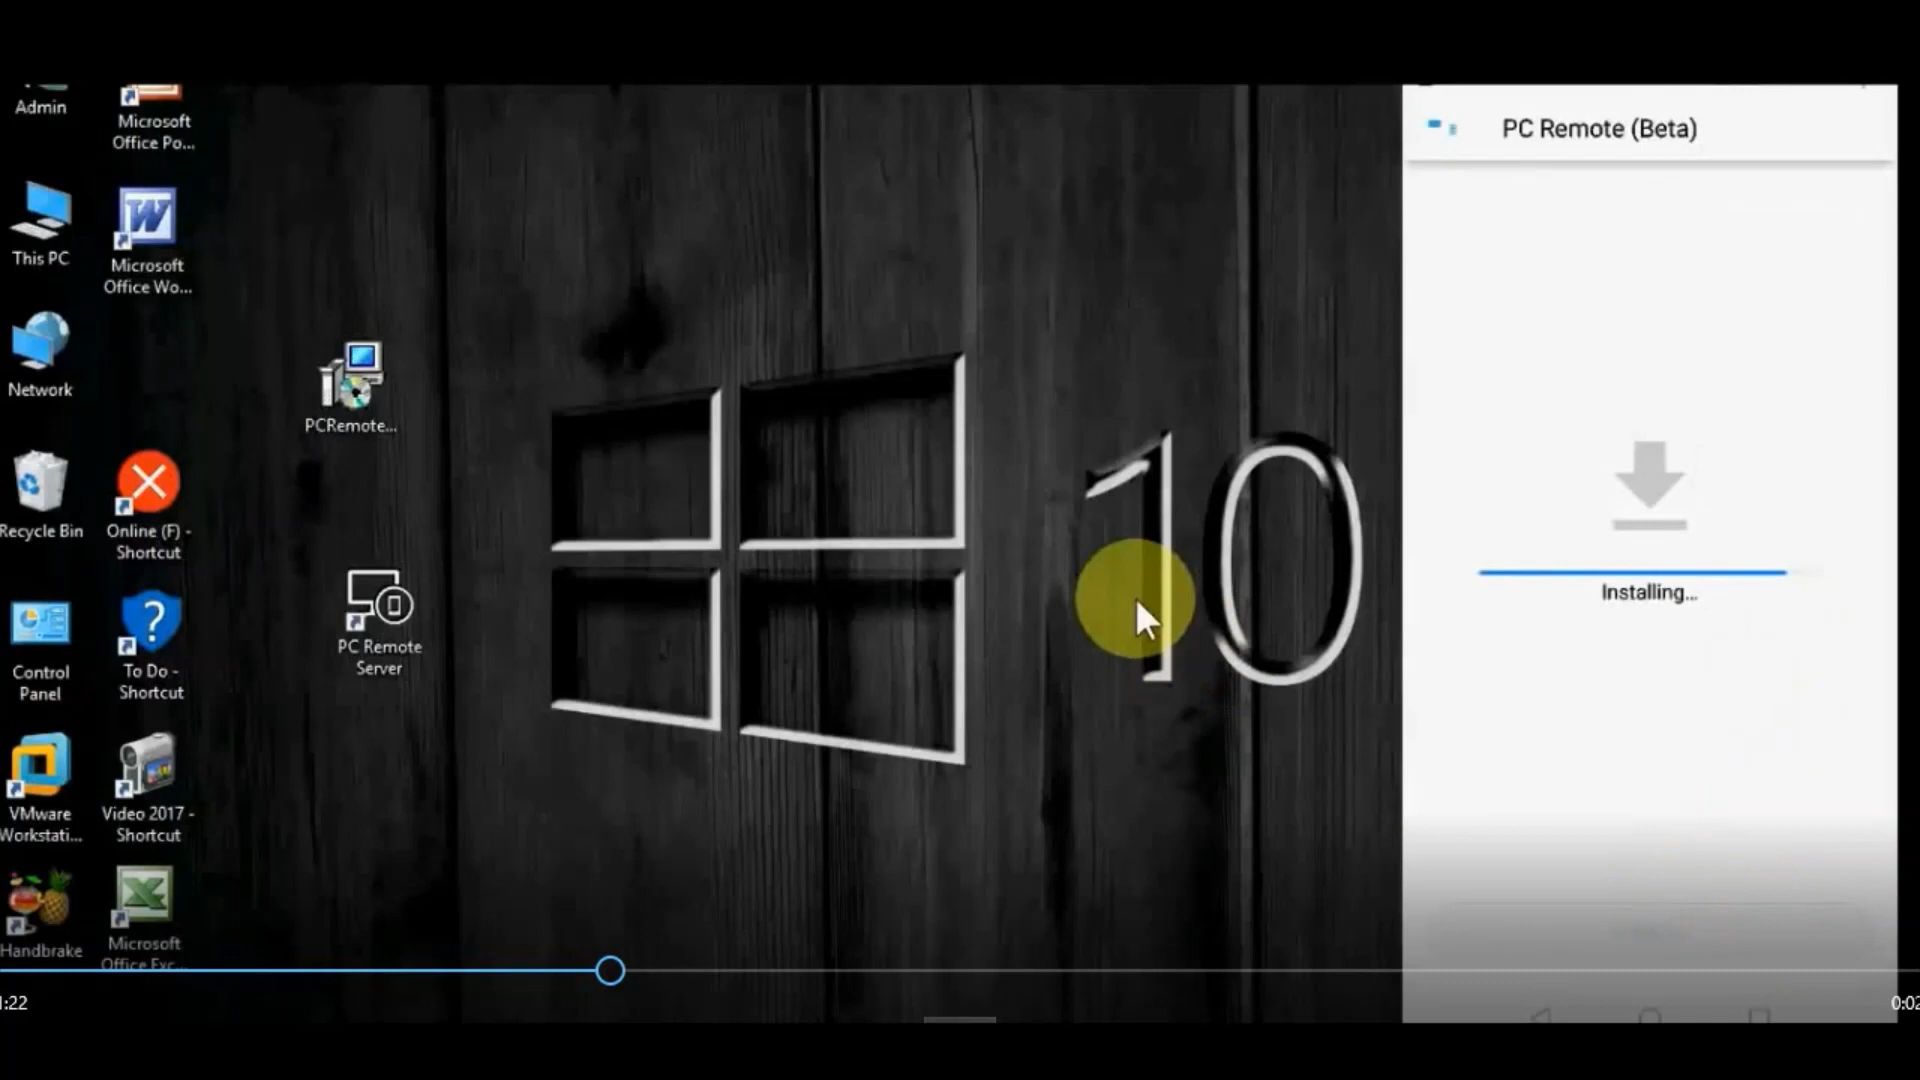 Admin
Microsoft
Office Po...
This PC
Microsoft
Office Wo...
Network
PCRemote...
Recycle Bin
Online (F) -
Shortcut
PC Remote
Server
Control
Panel
To Do -
Shortcut
VMware
Workstati...
Video 2017 -
Shortcut
Handbrake
Microsoft
Office Exc...
10
PC Remote (Beta)
Installing...
:22
0:02